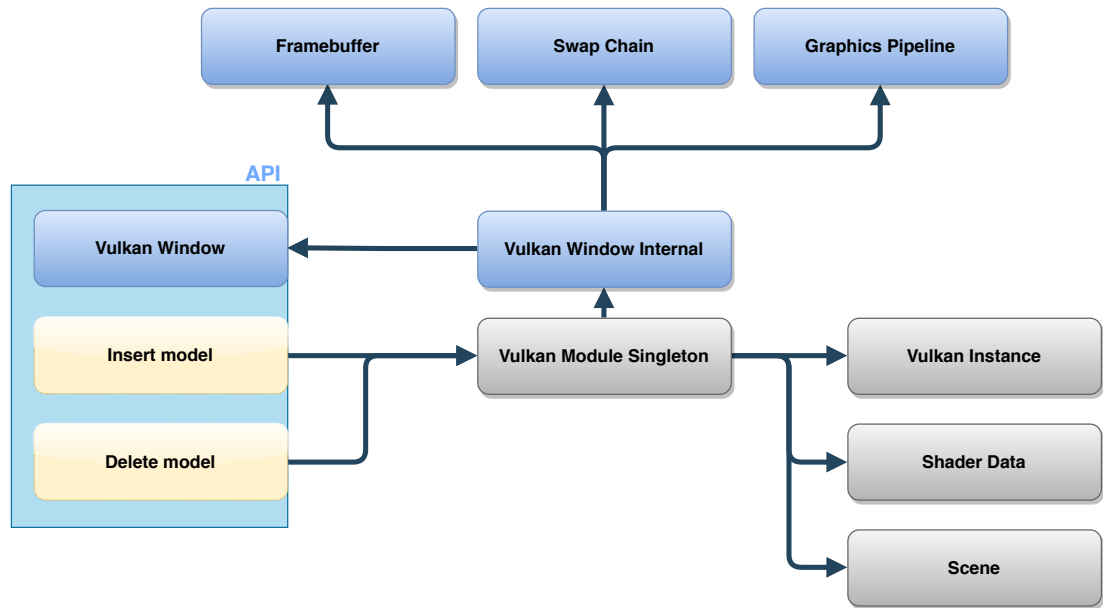 Framebuffer
Swap Chain
Graphics Pipeline
API
Vulkan Window
Vulkan Window Internal
Insert model
Vulkan Module Singleton
Vulkan Instance
Delete model
Shader Data
Scene